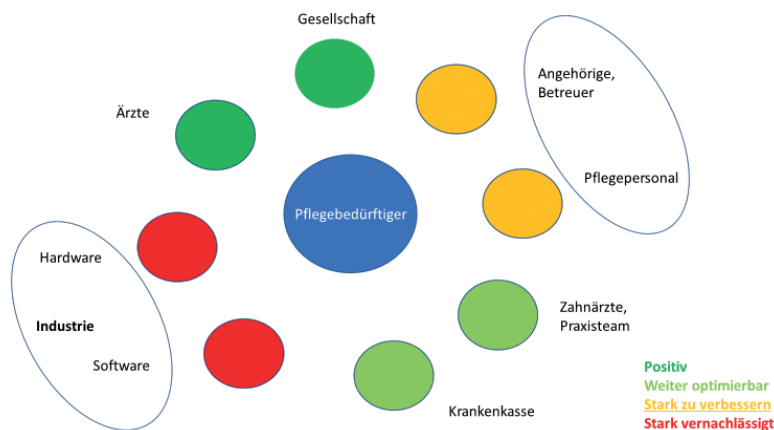 Gesellschaft
Angehörige,
Betreuer
Ärzte
Pflegepersonal
Pflegebedürftiger
Hardware
Industrie
Software
Zahnärzte,
Praxisteam
Krankenkasse
Positiv
Weiter optimierbar
Stark zu verbessern
Stark vernachlässigt